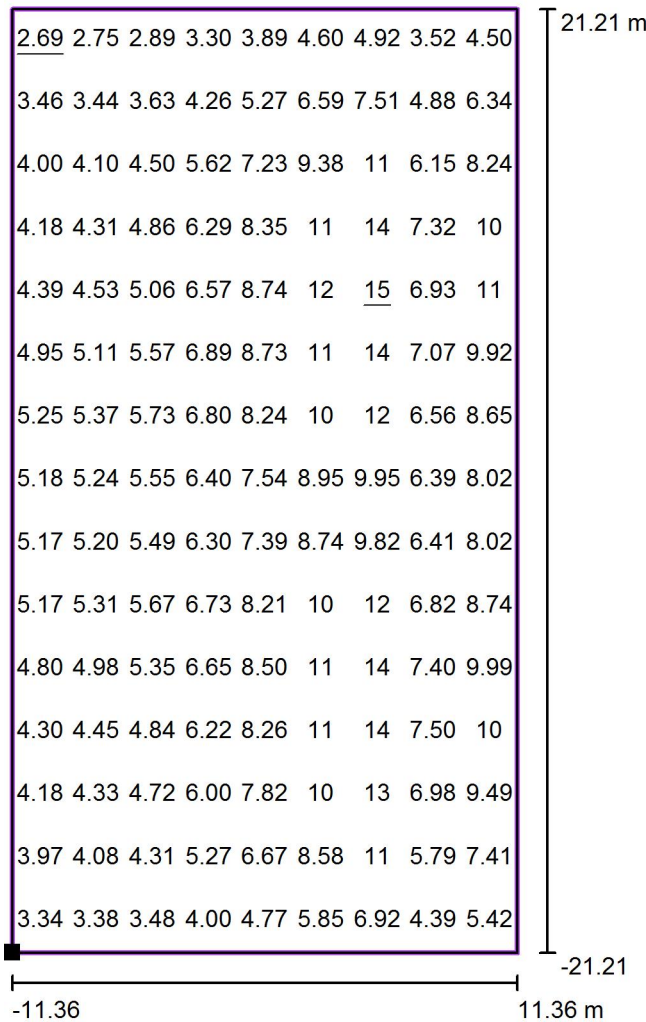 21.21 m
2.69 2.75 2.89 3.30 3.89 4.60 4.92 3.52 4.50
3.46 3.44 3.63 4.26 5.27 6.59 7.51 4.88 6.34
4.00 4.10 4.50 5.62 7.23 9.38 11 6.15 8.24
4.18 4.31 4.86 6.29 8.35 11 14 7.32 10
4.39 4.53 5.06 6.57 8.74 12 15 6.93 11
4.95 5.11 5.57 6.89 8.73 11 14 7.07 9.92
5.25 5.37 5.73 6.80 8.24 10 12 6.56 8.65
5.18 5.24 5.55 6.40 7.54 8.95 9.95 6.39 8.02
5.17 5.20 5.49 6.30 7.39 8.74 9.82 6.41 8.02
5.17 5.31 5.67 6.73 8.21 10 12 6.82 8.74
4.80 4.98 5.35 6.65 8.50 11 14 7.40 9.99
4.30 4.45 4.84 6.22 8.26 11 14 7.50 10
4.18 4.33 4.72 6.00 7.82 10 13 6.98 9.49
3.97 4.08 4.31 5.27 6.67 8.58 11 5.79 7.41
3.34 3.38 3.48 4.00 4.77 5.85 6.92 4.39 5.42
-21.21
-11.36 11.36 m